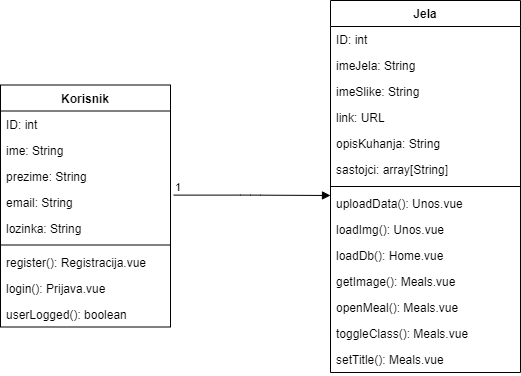 Korisnik
ID: int
ime: String
prezime: String
email: String
lozinka: String
register(): Registracija.vue
login(): Prijava.vue
userLogged(): boolean
1
Jela
ID: int
imeJela: String
imeSlike: String
link: URL
opisKuhanja: String
sastojci: array[String]
uploadData(): Unos.vue
loadImg(): Unos.vue
loadDb(): Home.vue
getImage(): Meals.vue
openMeal(): Meals.vue
toggleClass(): Meals.vue
setTitle(): Meals.vue